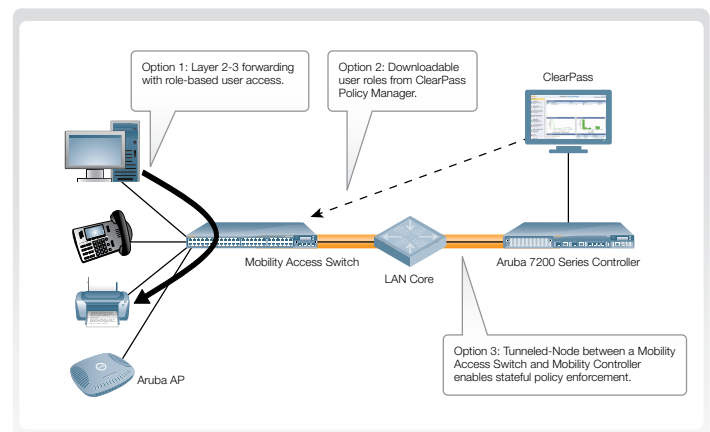 Option 1: Layer 2-3 forwarding
with role-based user access.
Option 2: Downloadable
user roles from ClearPass
Policy Manager.
ClearPass
Mobility Access Switch
LAN Core
Aruba 7200 Series Controller
Option 3: Tunneled-Node between a Mobility
Access Switch and Mobility Controller
enables stateful policy enforcement.
Aruba AP